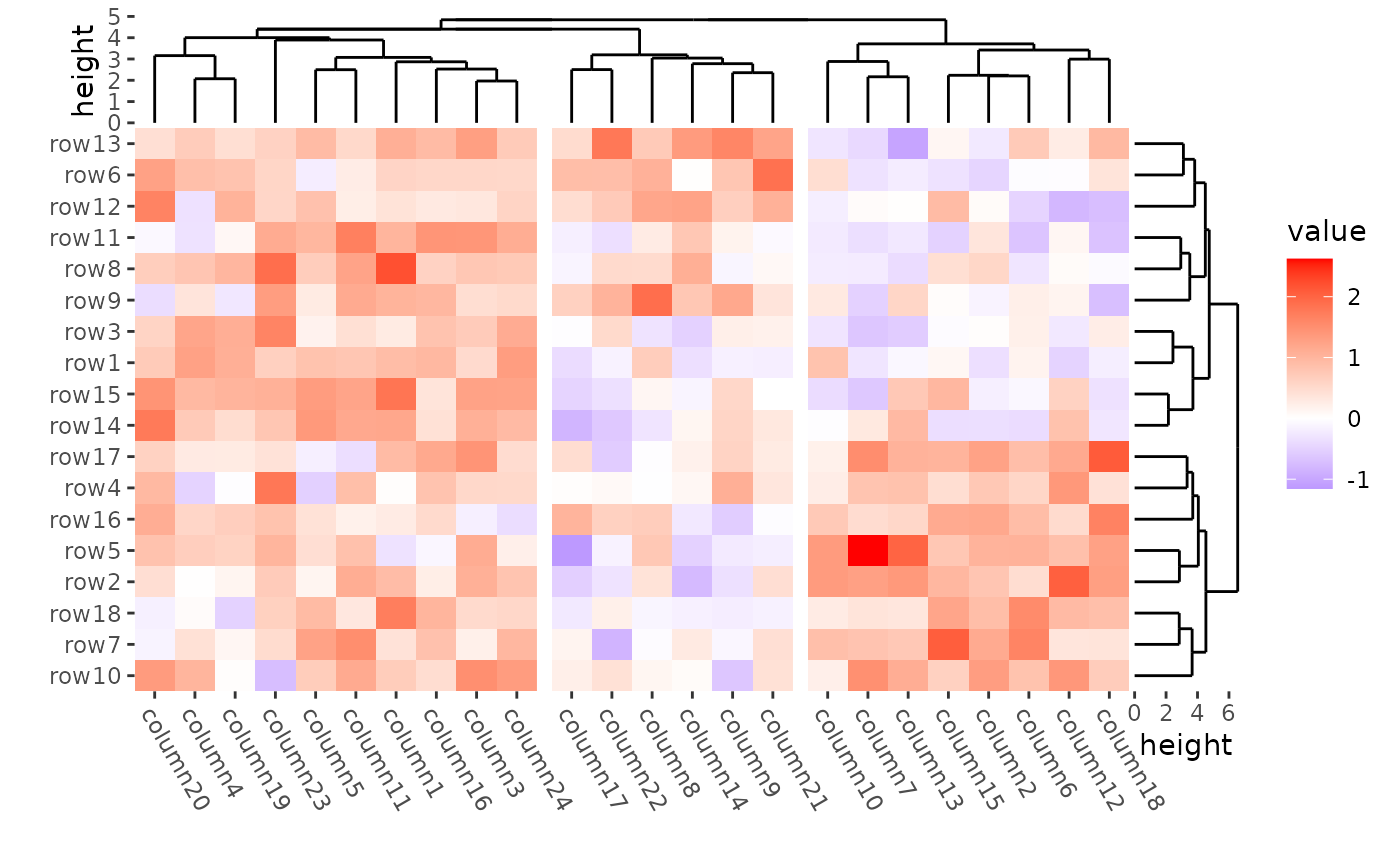 height
5
4
3
2
1
0
row13
row6
row12
row11
row8
row9
row3
row1
row15
row14
row17
row4
row16
row5
row2
row18
row7
row10
column20
column4
column19
column23
column5
column11
column1
column16
column3
column24
column17
column22
column8
column14
column9
column21
column10
column7
column13
column15
column2
column6
column12
column18
0 2 4 6
height
value
2
1
0
-1